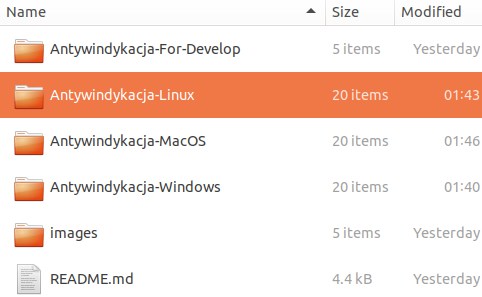 Name Size Modified
Antywindykacja-For-Develop 5 items Yesterday
Antywindykacja-Linux 20 items 01:43
Antywindykacja-MacOS 20 items 01:46
Antywindykacja-Windows 20 items 01:40
images 5 items Yesterday
README.md 4.4 kB Yesterday